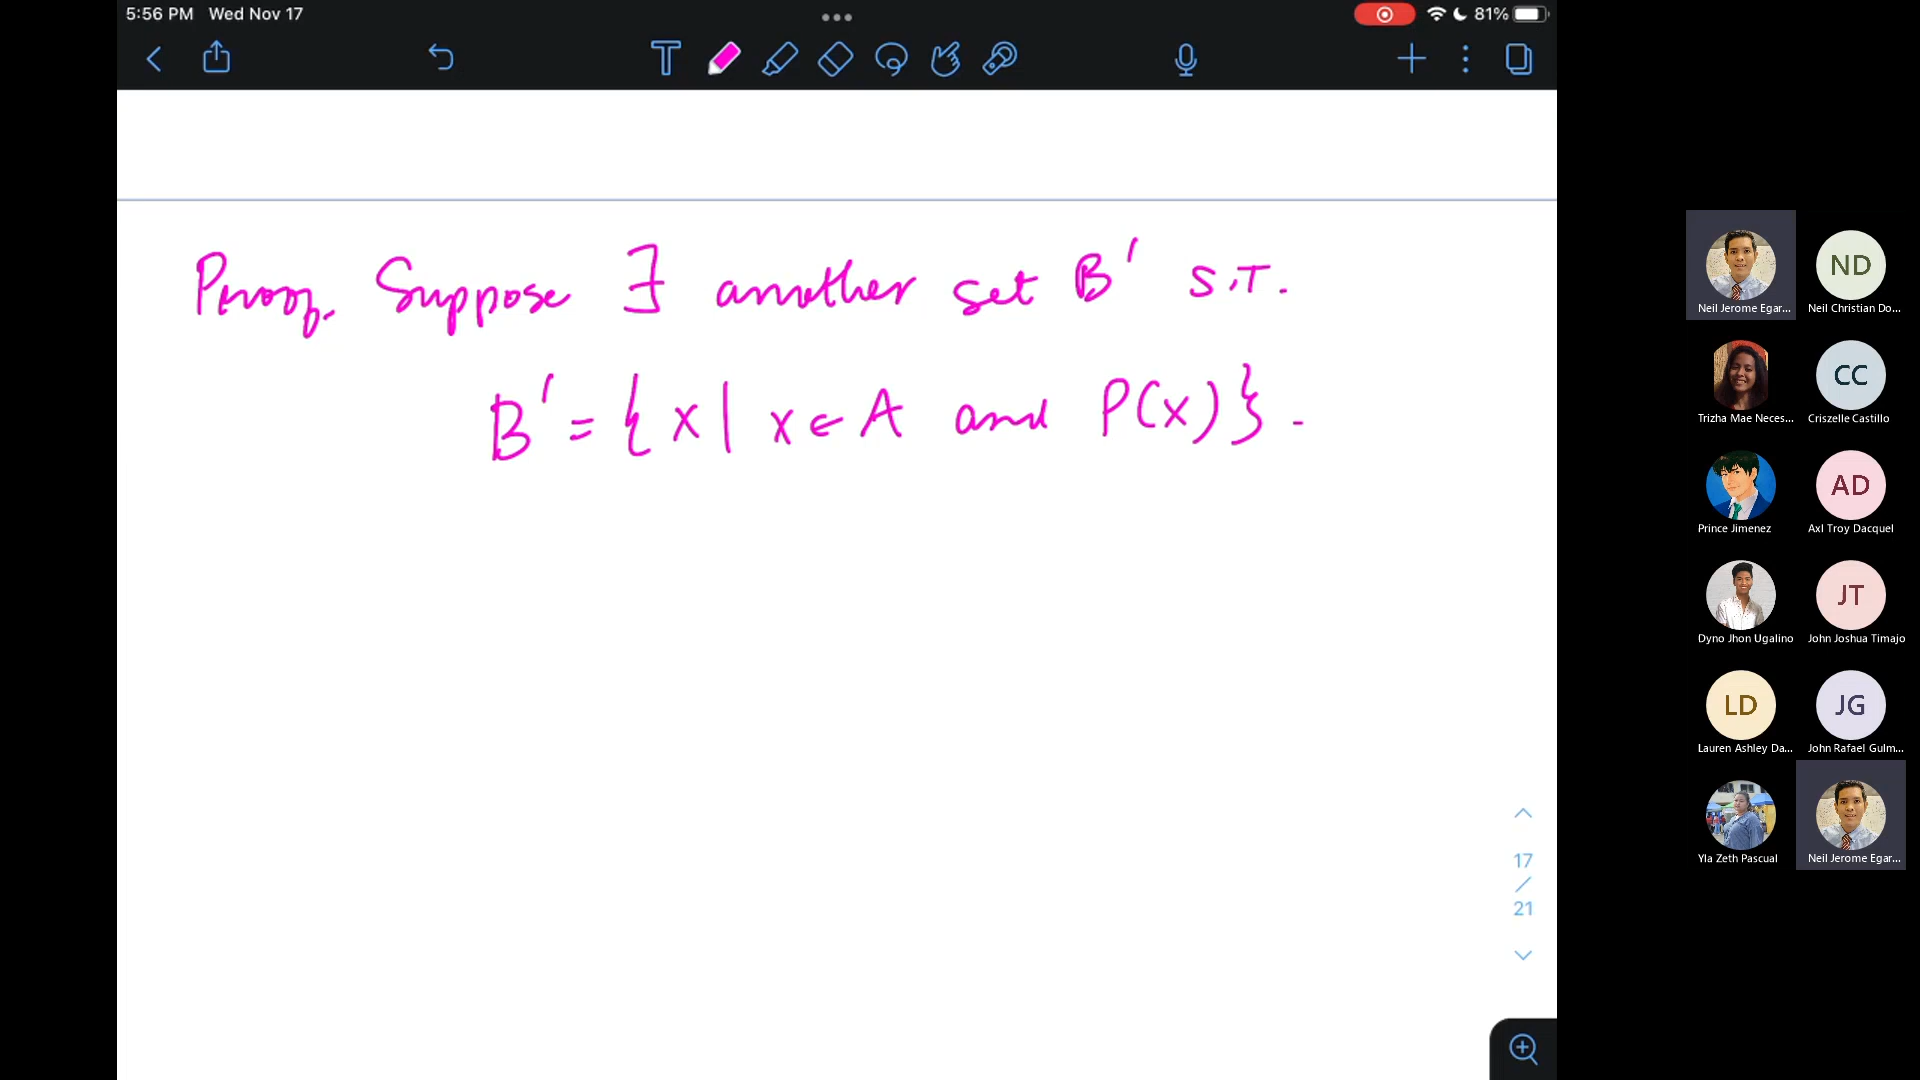 5:56 PM Wed Nov 17
81%
Proof. Suppose ∃ another set B' s.t.
B' = { x | x ∈ A and P(x) } .
17
/
21
Neil Jerome Egar...
ND
Neil Christian Do...
Trizha Mae Neces...
CC
Criszelle Castillo
Prince Jimenez
AD
Axl Troy Dacquel
Dyno Jhon Ugalino
JT
John Joshua Timajo
LD
Lauren Ashley Da...
JG
John Rafael Gulm...
Yla Zeth Pascual
Neil Jerome Egar...